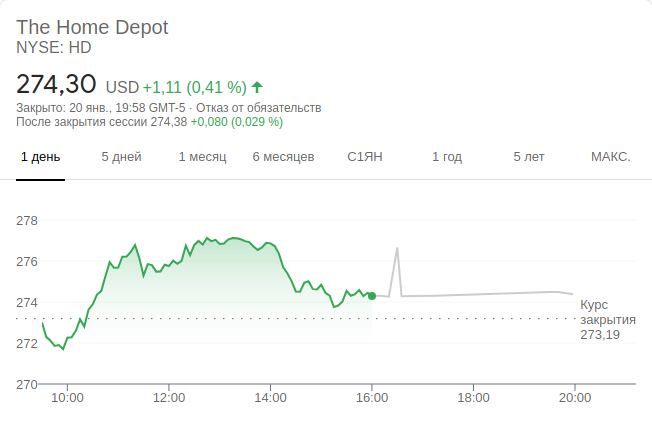 The Home Depot
NYSE: HD
274,30 USD +1,11 (0,41 %)
Закрыто: 20 янв., 19:58 GMT-5 · Отказ от обязательств
После закрытия сессии 274,38 +0,080 (0,029 %)
1 день 5 дней 1 месяц 6 месяцев С1ЯН 1 год 5 лет МАКС.
278
276
274
272
270
Курс
закрытия
273,19
10:00 12:00 14:00 16:00 18:00 20:00